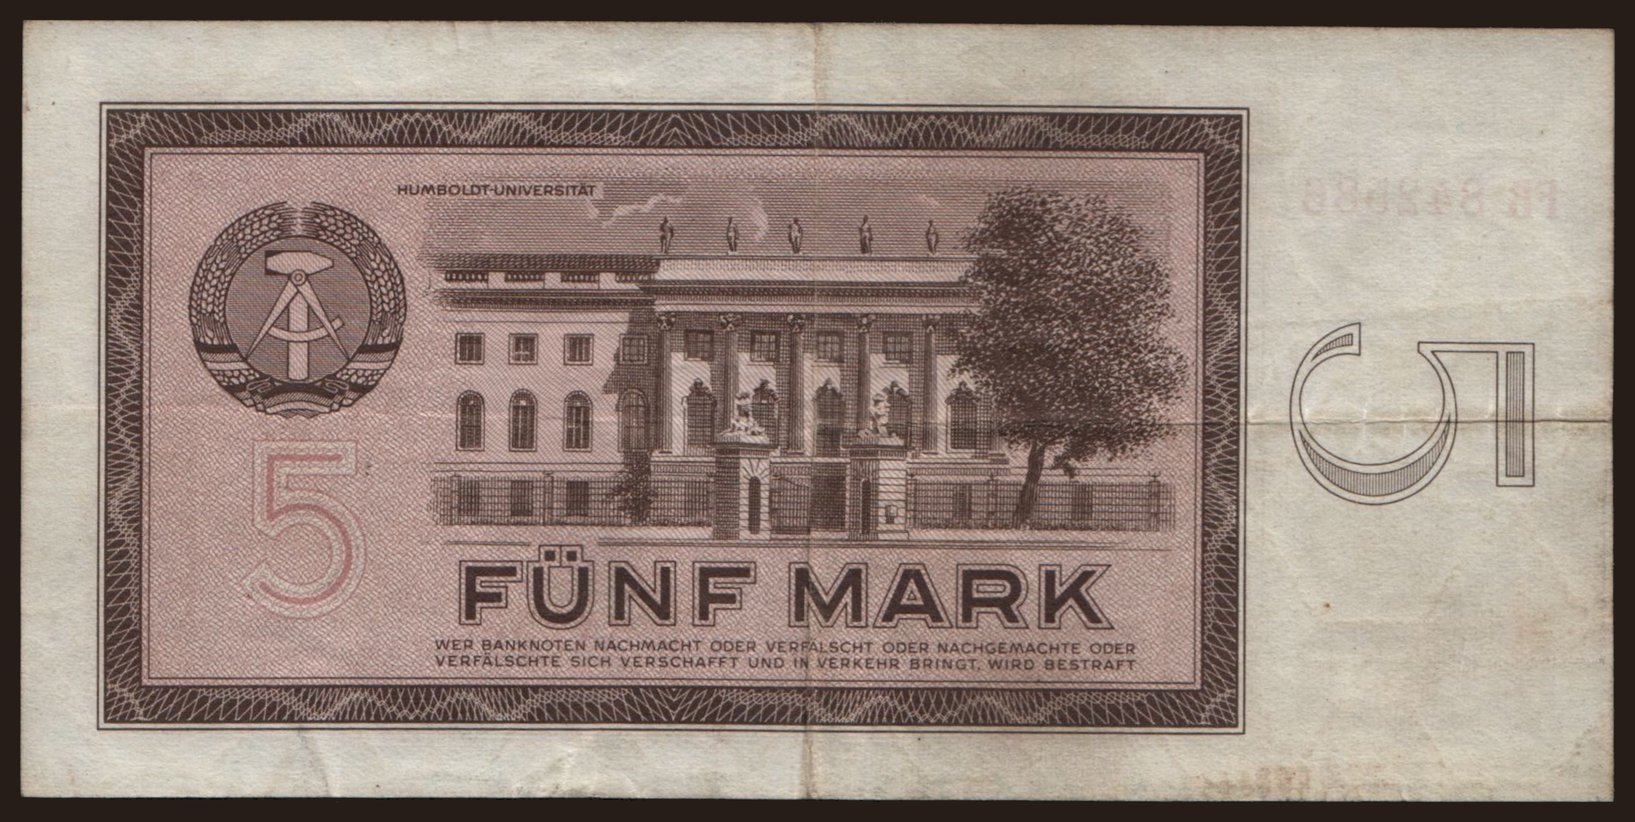 HUMBOLDT-UNIVERSITÄT
5
5
FÜNF MARK
WER BANKNOTEN NACHMACHT ODER VERFÄLSCHT ODER NACHGEMACHTE ODER
VERFÄLSCHTE SICH VERSCHAFFT UND IN VERKEHR BRINGT, WIRD BESTRAFT